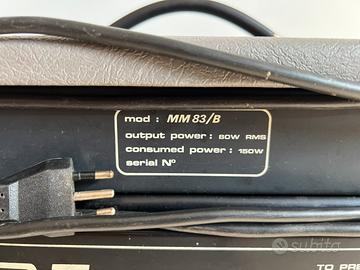 mod : MM 83/B
output power : 80W RMS
consumed power : 150W
serial N°
TO PRE
subito